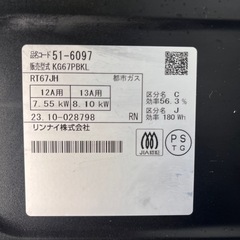 品名コード 51-6097
販売型式 KG67PBKL
RT67JH 都市ガス
12A用 13A用
7.55 kW 8.10 kW
区分名 C
効率56.3 %
区分名 J
効率 180 Wh
23.10-028798 RN
リンナイ株式会社
JIA認証
PS
TG